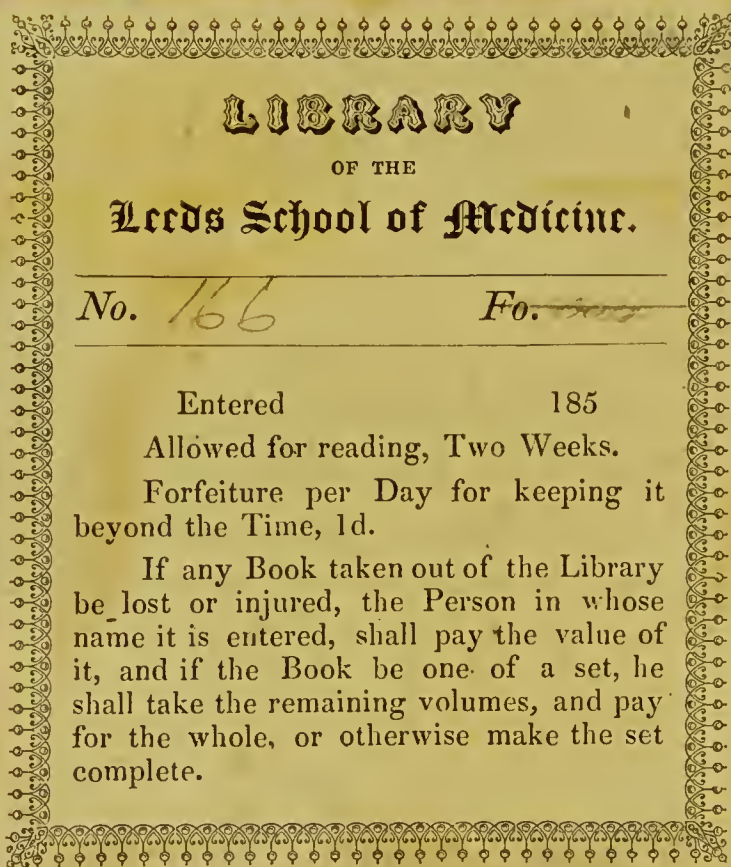 LIBRARY
OF THE
Leeds School of Medicine.
No. 166 Fo.
Entered 185
Allowed for reading, Two Weeks.
Forfeiture per Day for keeping it
beyond the Time, 1d.
If any Book taken out of the Library
be lost or injured, the Person in whose
name it is entered, shall pay the value of
it, and if the Book be one of a set, he
shall take the remaining volumes, and pay
for the whole, or otherwise make the set
complete.